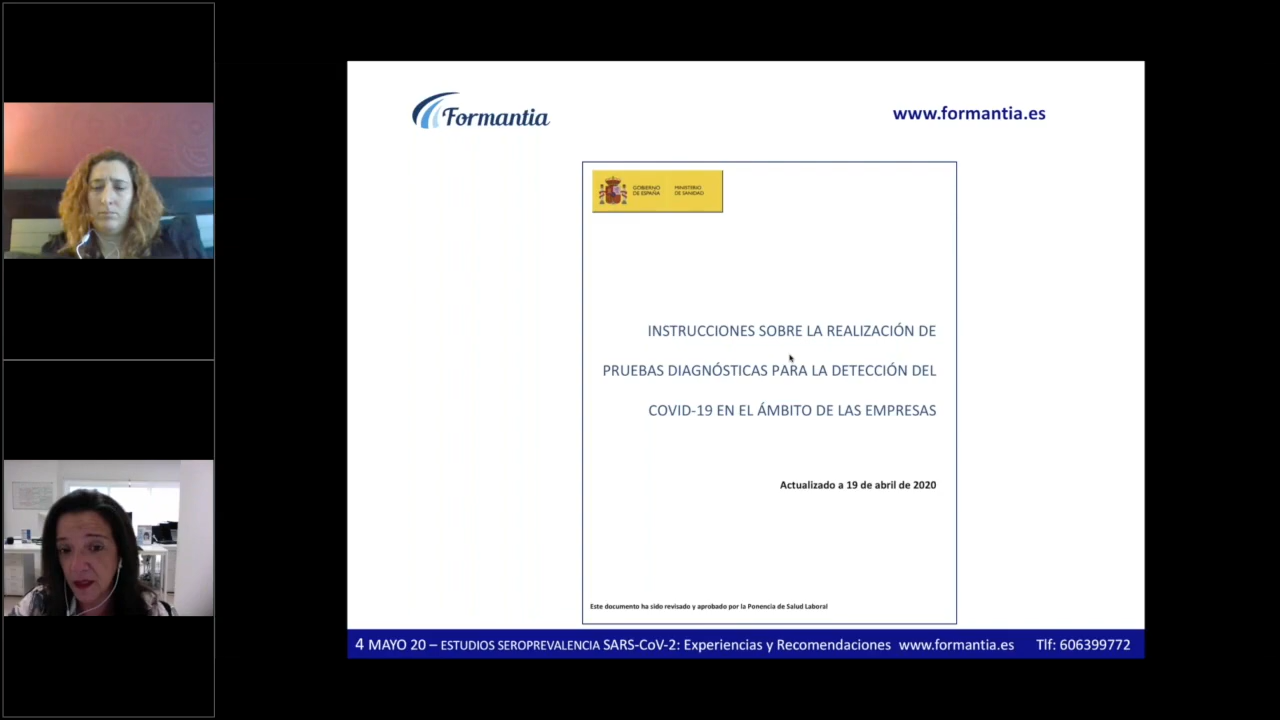 Formantia
www.formantia.es
GOBIERNO
DE ESPAÑA
MINISTERIO
DE SANIDAD
INSTRUCCIONES SOBRE LA REALIZACIÓN DE
PRUEBAS DIAGNÓSTICAS PARA LA DETECCIÓN DEL
COVID-19 EN EL ÁMBITO DE LAS EMPRESAS
Actualizado a 19 de abril de 2020
Este documento ha sido revisado y aprobado por la Ponencia de Salud Laboral
4 MAYO 20 – ESTUDIOS SEROPREVALENCIA SARS-CoV-2: Experiencias y Recomendaciones www.formantia.es Tlf: 606399772